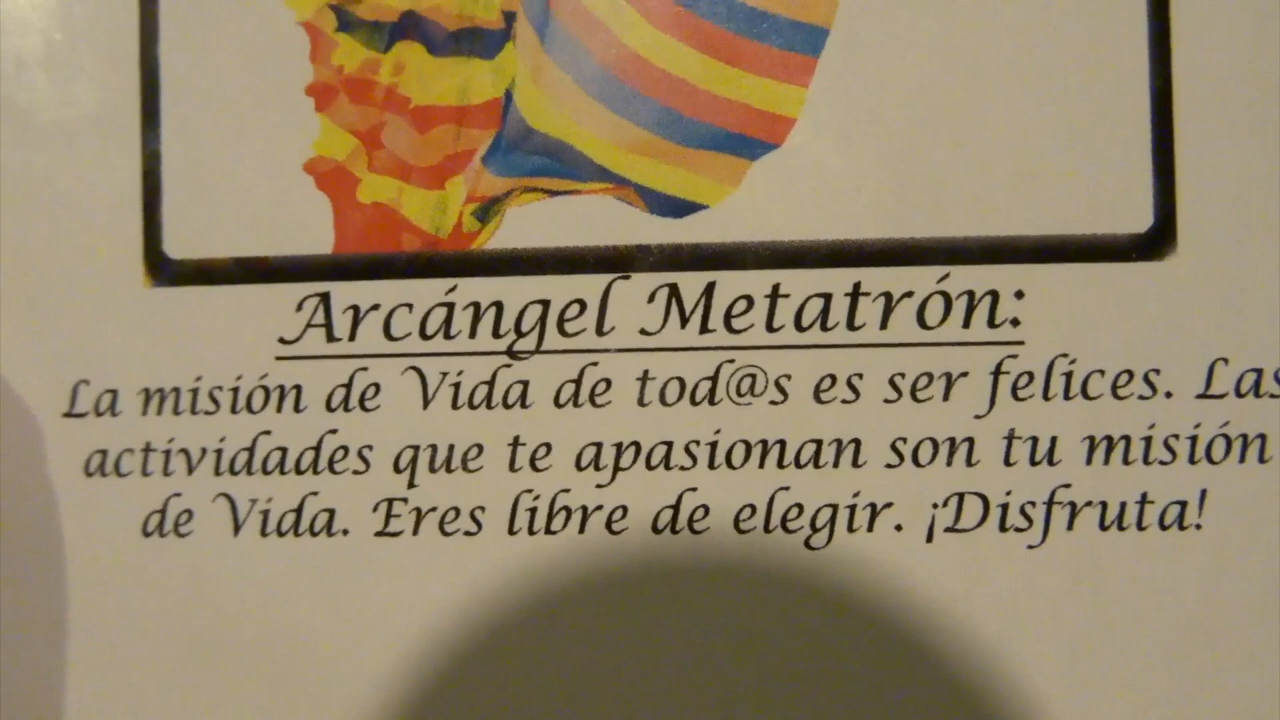 Arcángel Metatrón:
La misión de Vida de tod@s es ser felices. Las
actividades que te apasionan son tu misión
de Vida. Eres libre de elegir. ¡Disfruta!